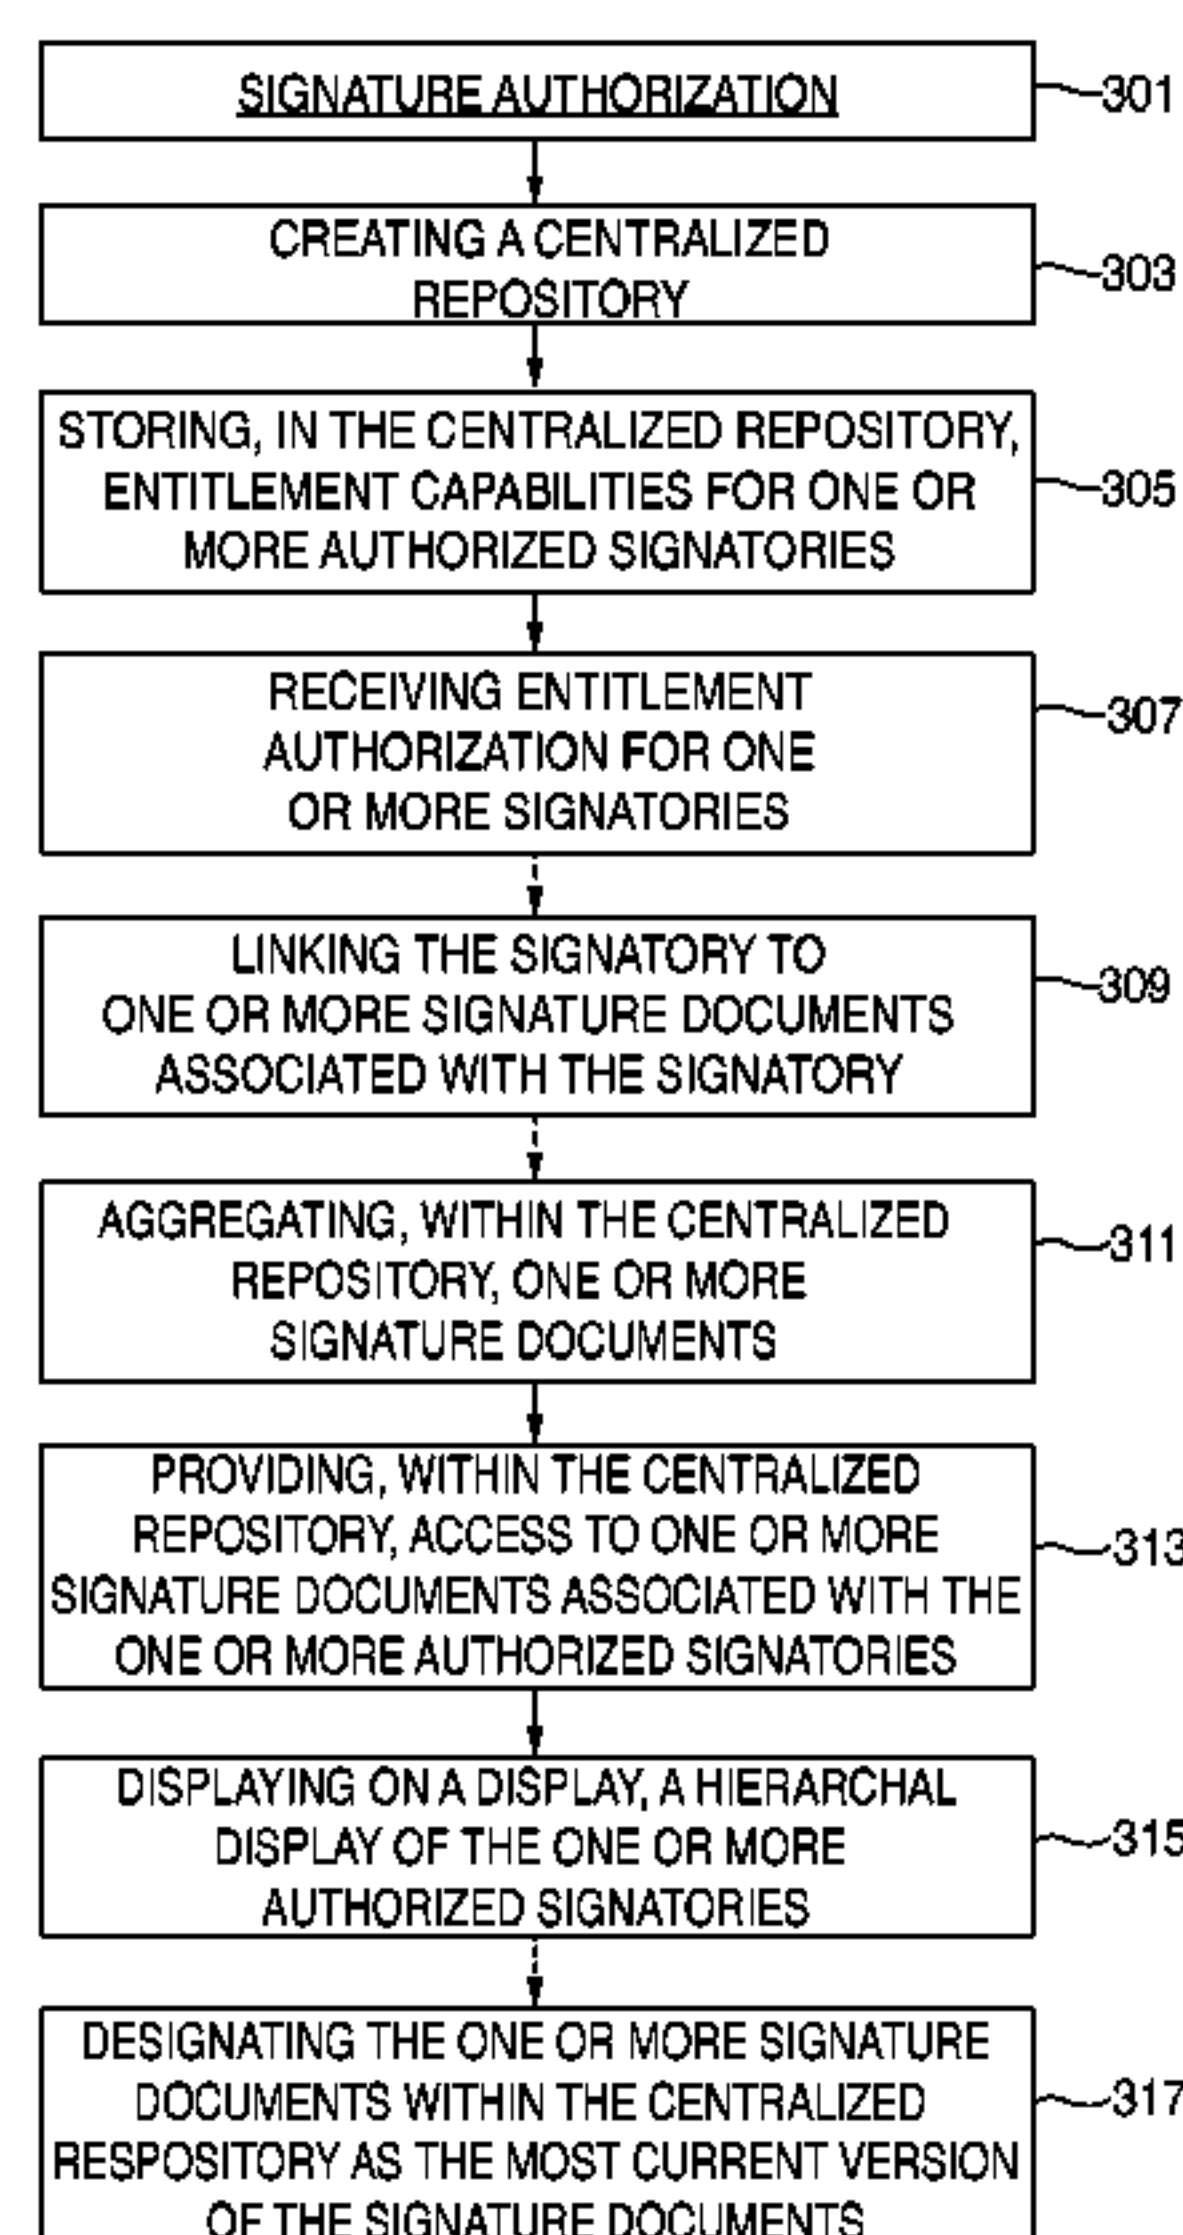 SIGNATURE AUTHORIZATION
301
CREATING A CENTRALIZED
REPOSITORY
303
STORING, IN THE CENTRALIZED REPOSITORY,
ENTITLEMENT CAPABILITIES FOR ONE OR
MORE AUTHORIZED SIGNATORIES
305
RECEIVING ENTITLEMENT
AUTHORIZATION FOR ONE
OR MORE SIGNATORIES
307
LINKING THE SIGNATORY TO
ONE OR MORE SIGNATURE DOCUMENTS
ASSOCIATED WITH THE SIGNATORY
309
AGGREGATING, WITHIN THE CENTRALIZED
REPOSITORY, ONE OR MORE
SIGNATURE DOCUMENTS
311
PROVIDING, WITHIN THE CENTRALIZED
REPOSITORY, ACCESS TO ONE OR MORE
SIGNATURE DOCUMENTS ASSOCIATED WITH THE
ONE OR MORE AUTHORIZED SIGNATORIES
313
DISPLAYING ON A DISPLAY, A HIERARCHAL
DISPLAY OF THE ONE OR MORE
AUTHORIZED SIGNATORIES
315
DESIGNATING THE ONE OR MORE SIGNATURE
DOCUMENTS WITHIN THE CENTRALIZED
RESPOSITORY AS THE MOST CURRENT VERSION
OF THE SIGNATURE DOCUMENTS
317